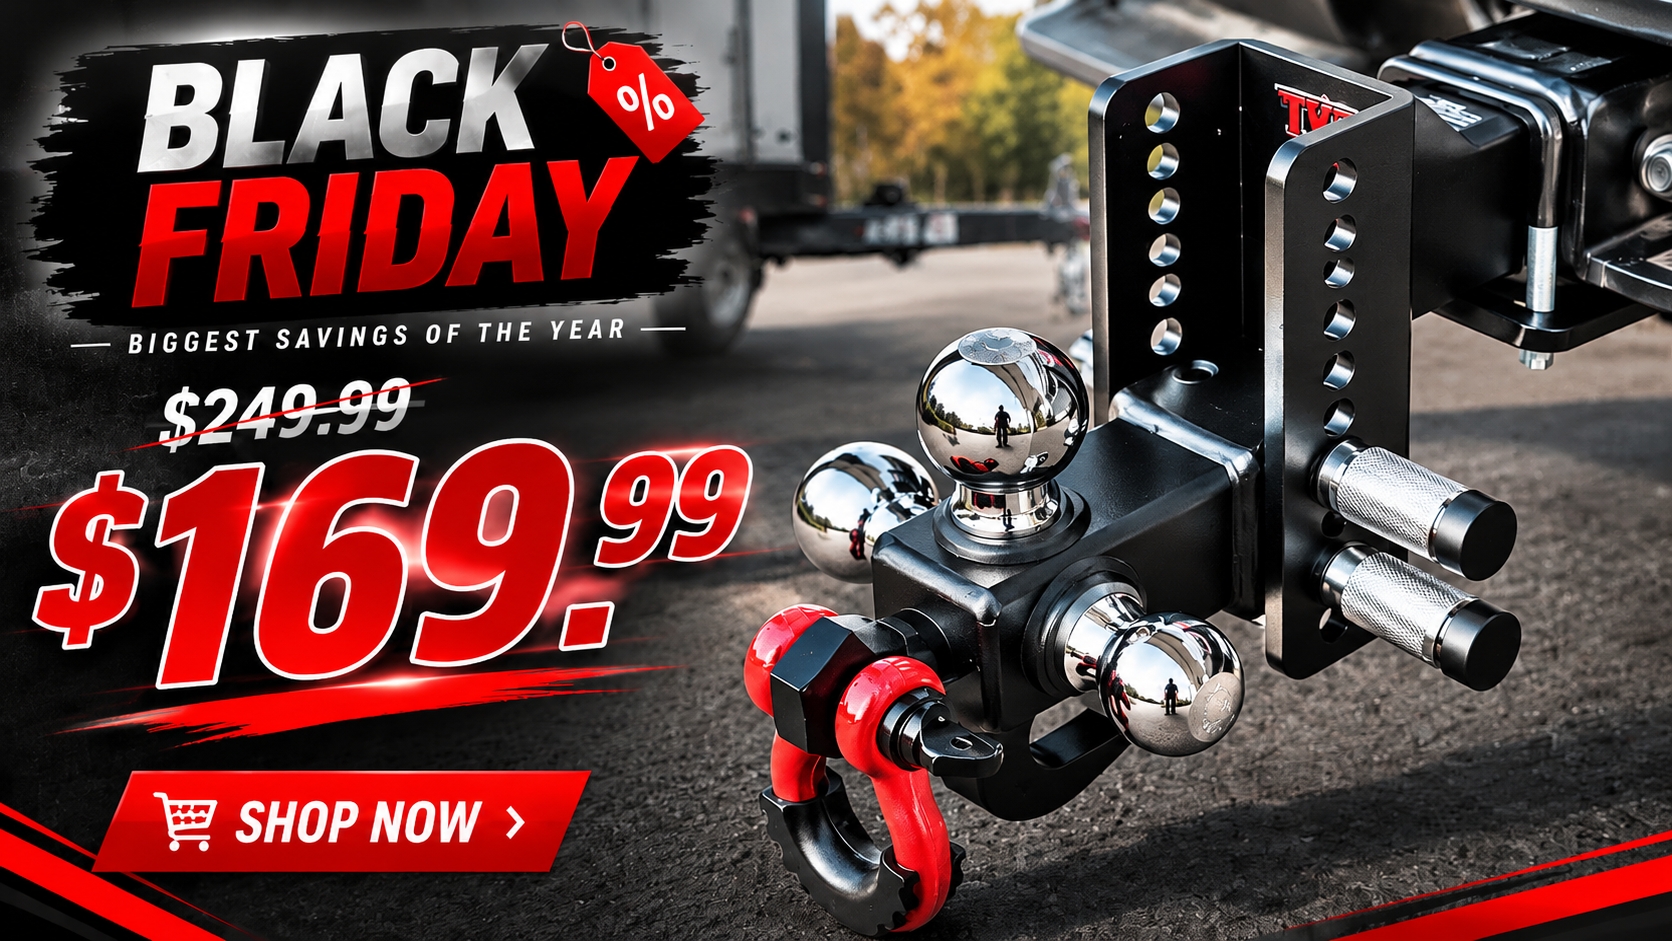 BLACK
FRIDAY
%
BIGGEST SAVINGS OF THE YEAR
$249.99
$169.99
SHOP NOW